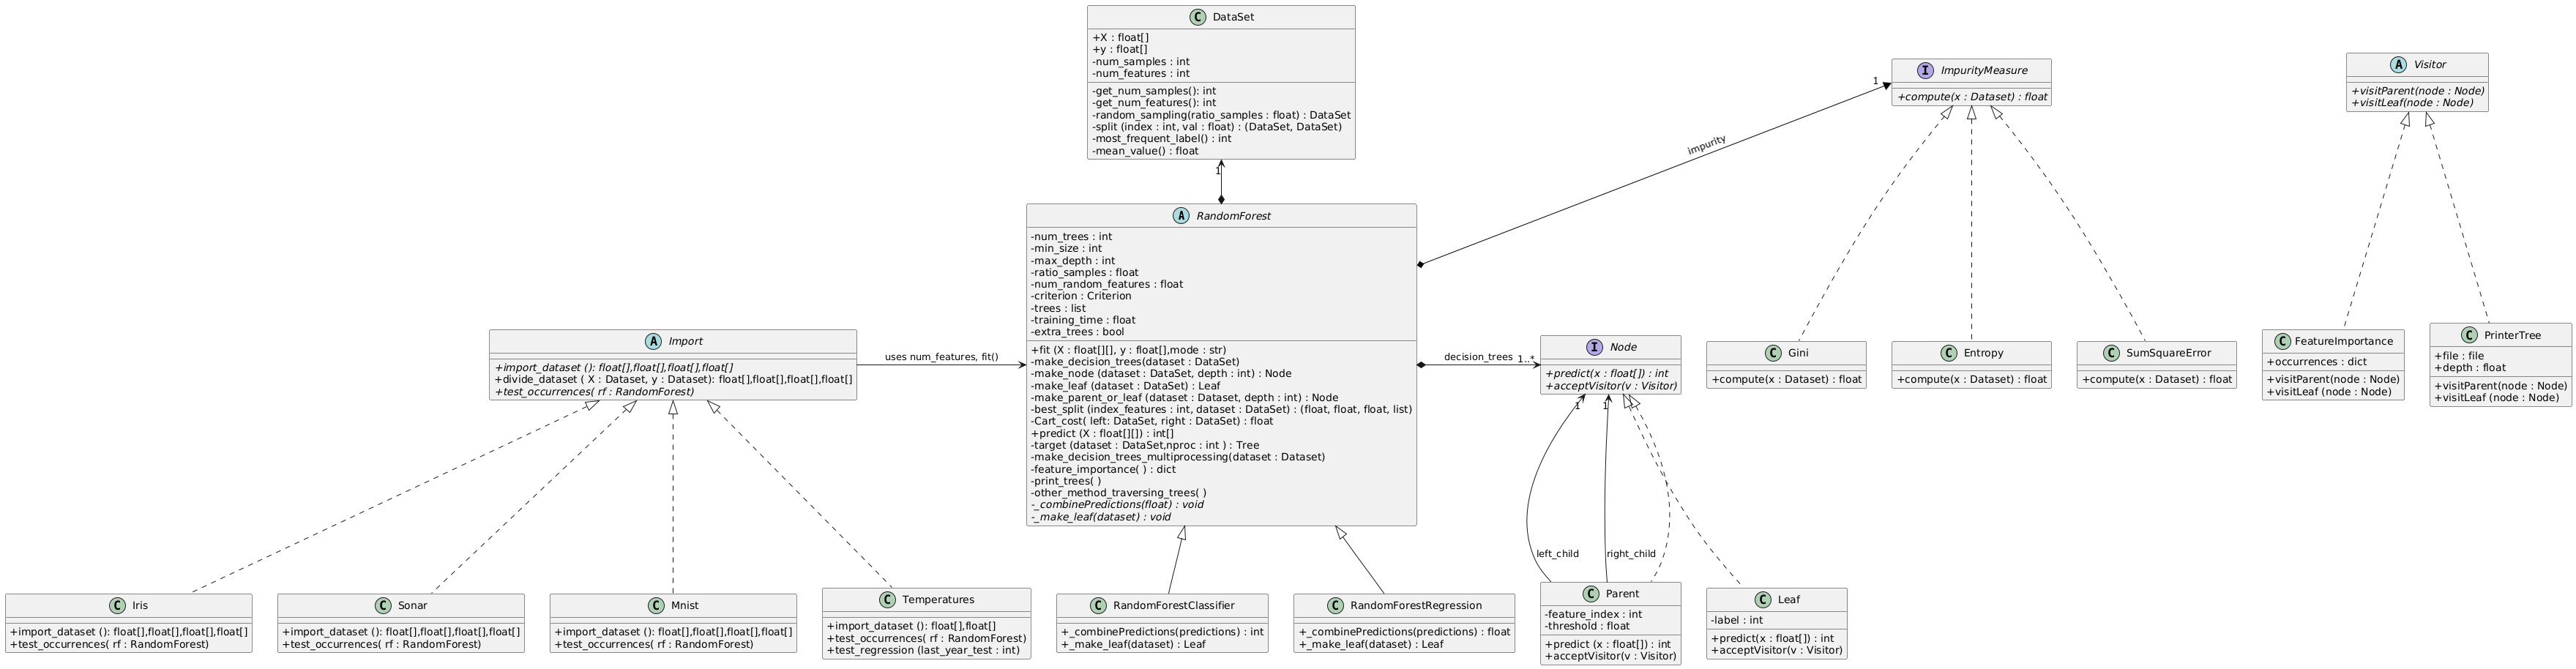 C DataSet
+X : float[]
+y : float[]
-num_samples : int
-num_features : int
-get_num_samples(): int
-get_num_features(): int
-random_sampling(ratio_samples : float) : DataSet
-split (index : int, val : float) : (DataSet, DataSet)
-most_frequent_label() : int
-mean_value() : float
1
I ImpurityMeasure
+compute(x : Dataset) : float
1
impurity
A Visitor
+visitParent(node : Node)
+visitLeaf(node : Node)
A RandomForest
-num_trees : int
-min_size : int
-max_depth : int
-ratio_samples : float
-num_random_features : float
-criterion : Criterion
-trees : list
-training_time : float
-extra_trees : bool
+fit (X : float[][], y : float[],mode : str)
-make_decision_trees(dataset : DataSet)
-make_node (dataset : DataSet, depth : int) : Node
-make_leaf (dataset : DataSet) : Leaf
-make_parent_or_leaf (dataset : Dataset, depth : int) : Node
-best_split (index_features : int, dataset : DataSet) : (float, float, float, list)
-Cart_cost( left: DataSet, right : DataSet) : float
+predict (X : float[][]) : int[]
-target (dataset : DataSet,nproc : int ) : Tree
-make_decision_trees_multiprocessing(dataset : Dataset)
-feature_importance( ) : dict
-print_trees( )
-other_method_traversing_trees( )
-_combinePredictions(float) : void
-_make_leaf(dataset) : void
A Import
+import_dataset (): float[],float[],float[],float[]
+divide_dataset ( X : Dataset, y : Dataset): float[],float[],float[],float[]
+test_occurrences( rf : RandomForest)
uses num_features, fit()
decision_trees 1..*
I Node
+predict(x : float[]) : int
+acceptVisitor(v : Visitor)
1
1
left_child
right_child
C Gini
+compute(x : Dataset) : float
C Entropy
+compute(x : Dataset) : float
C SumSquareError
+compute(x : Dataset) : float
C FeatureImportance
+occurrences : dict
+visitParent(node : Node)
+visitLeaf (node : Node)
C PrinterTree
+file : file
+depth : float
+visitParent(node : Node)
+visitLeaf (node : Node)
C Iris
+import_dataset (): float[],float[],float[],float[]
+test_occurrences( rf : RandomForest)
C Sonar
+import_dataset (): float[],float[],float[],float[]
+test_occurrences( rf : RandomForest)
C Mnist
+import_dataset (): float[],float[],float[],float[]
+test_occurrences( rf : RandomForest)
C Temperatures
+import_dataset (): float[],float[]
+test_occurrences( rf : RandomForest)
+test_regression (last_year_test : int)
C RandomForestClassifier
+_combinePredictions(predictions) : int
+_make_leaf(dataset) : Leaf
C RandomForestRegression
+_combinePredictions(predictions) : float
+_make_leaf(dataset) : Leaf
C Parent
-feature_index : int
-threshold : float
+predict (x : float[]) : int
+acceptVisitor(v : Visitor)
C Leaf
-label : int
+predict(x : float[]) : int
+acceptVisitor(v : Visitor)